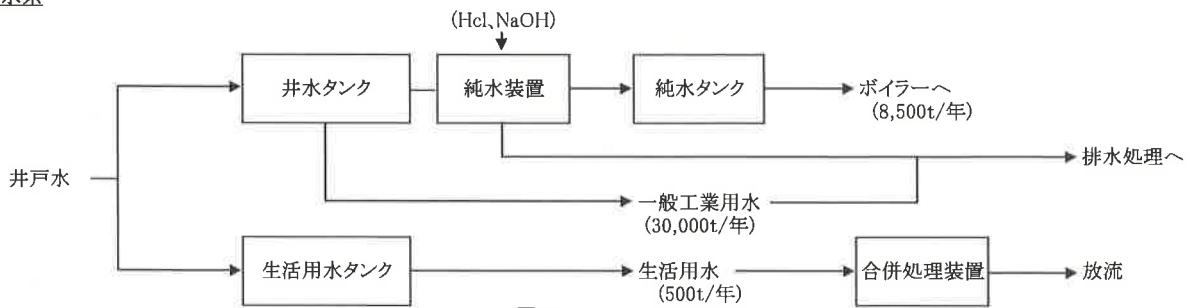 (Hcl、NaOH)
井水タンク
純水装置
純水タンク
ボイラーへ
(8,500t/年)
排水処理へ
井戸水
一般工業用水
(30,000t/年)
生活用水タンク
生活用水
(500t/年)
合併処理装置
放流